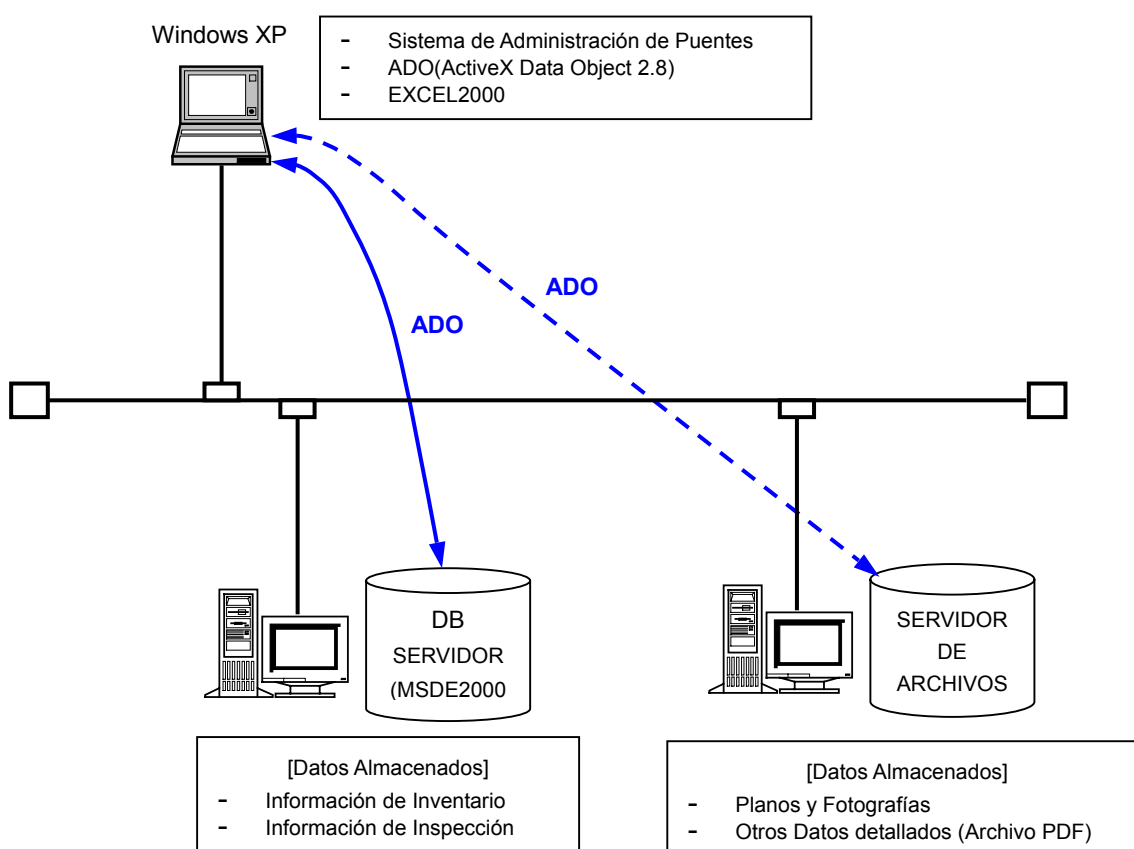 Windows XP
- Sistema de Administración de Puentes
- ADO(ActiveX Data Object 2.8)
- EXCEL2000
ADO
ADO
DB
SERVIDOR
(MSDE2000
SERVIDOR
DE
ARCHIVOS
[Datos Almacenados]
- Información de Inventario
- Información de Inspección
[Datos Almacenados]
- Planos y Fotografías
- Otros Datos detallados (Archivo PDF)